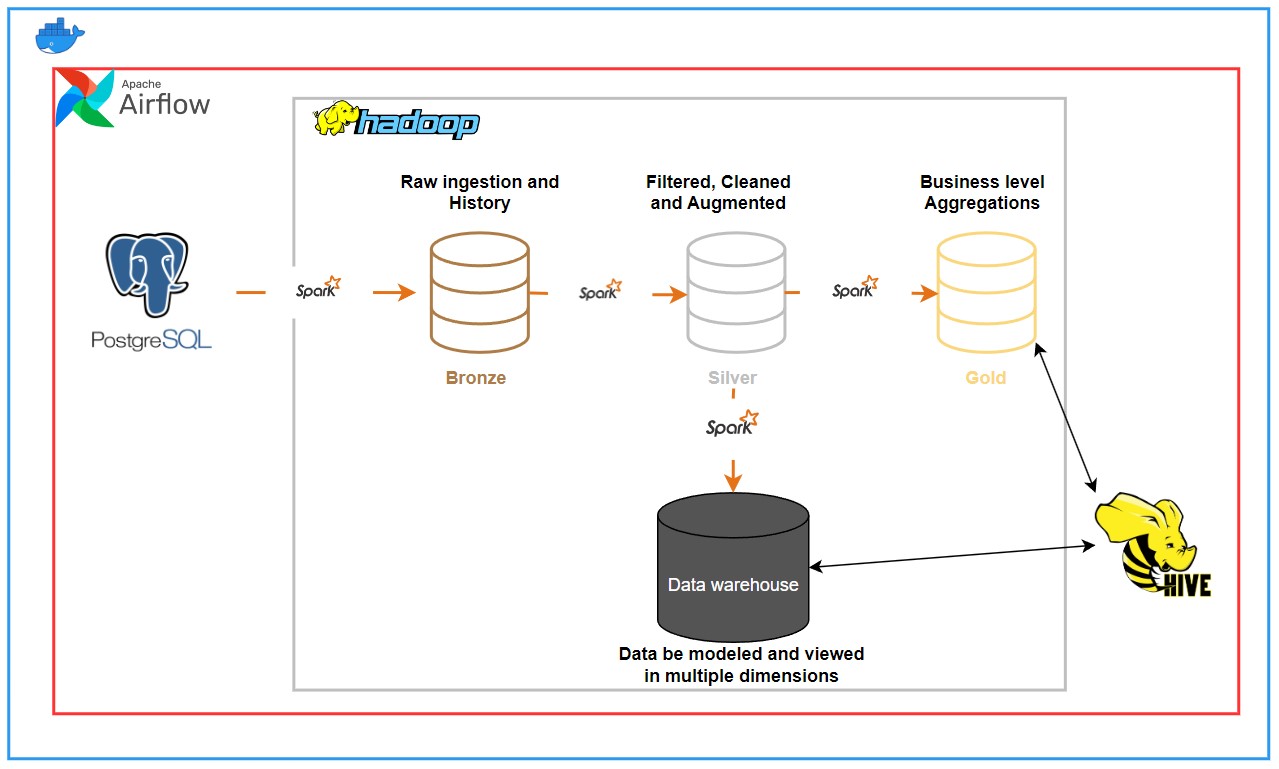 Apache
Airflow
hadoop
Raw ingestion and
History
Filtered, Cleaned
and Augmented
Business level
Aggregations
PostgreSQL
Spark
Spark
Spark
Bronze
Silver
Gold
Spark
Data warehouse
HIVE
Data be modeled and viewed
in multiple dimensions